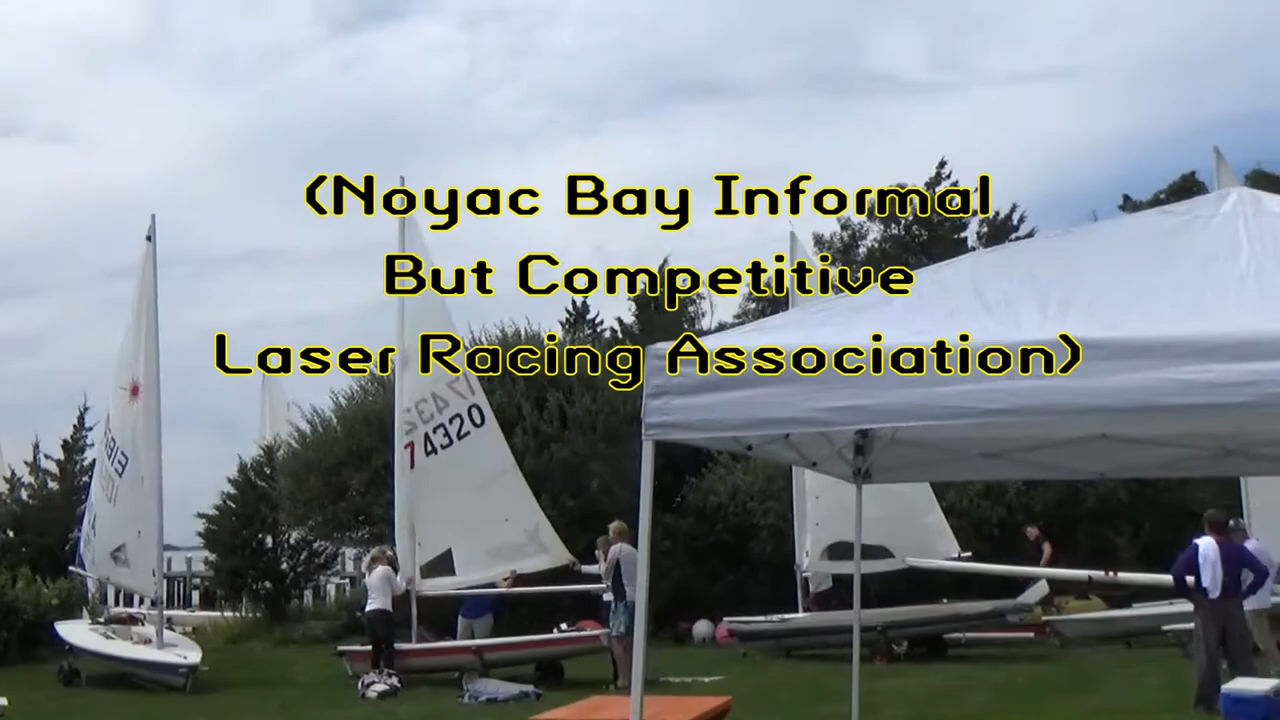 (Noyac Bay Informal
But Competitive
Laser Racing Association)
74320